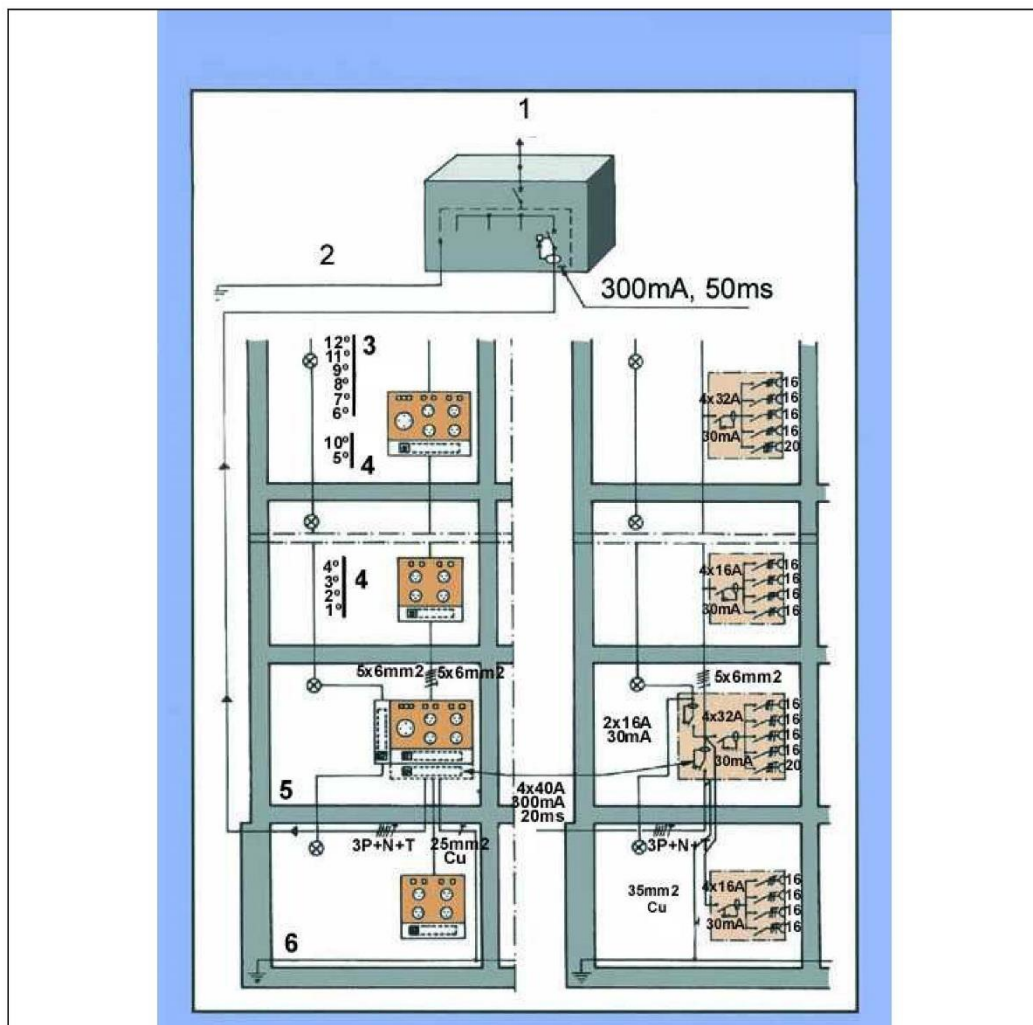 1
2
300mA, 50ms
12º
11º
9º
8º
7º
6º
3
10º
5º
4
4x32A
30mA
16
16
16
16
20
4º
3º
2º
1º
4
4x16A
30mA
16
16
16
16
5x6mm2
5x6mm2
5x6mm2
2x16A
30mA
4x32A
30mA
16
16
16
16
20
5
4x40A
300mA
20ms
3P+N+T
25mm2
Cu
3P+N+T
35mm2
Cu
4x16A
30mA
16
16
16
16
6